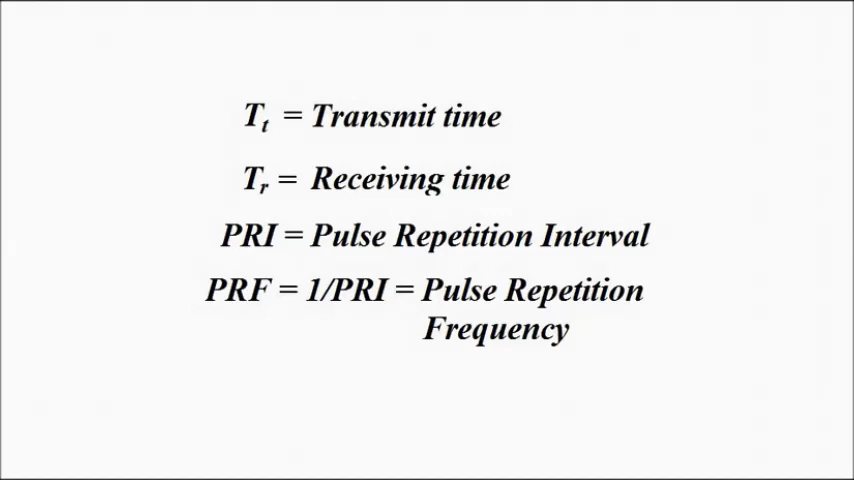 Tt = Transmit time
Tr = Receiving time
PRI = Pulse Repetition Interval
PRF = 1/PRI = Pulse Repetition
Frequency